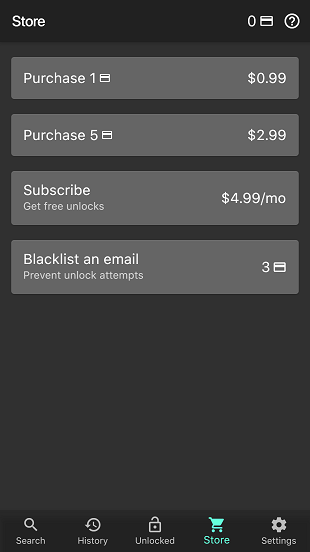 Store 0
Purchase 1 $0.99
Purchase 5 $2.99
Subscribe
Get free unlocks
$4.99/mo
Blacklist an email
Prevent unlock attempts
3
Search History Unlocked Store Settings